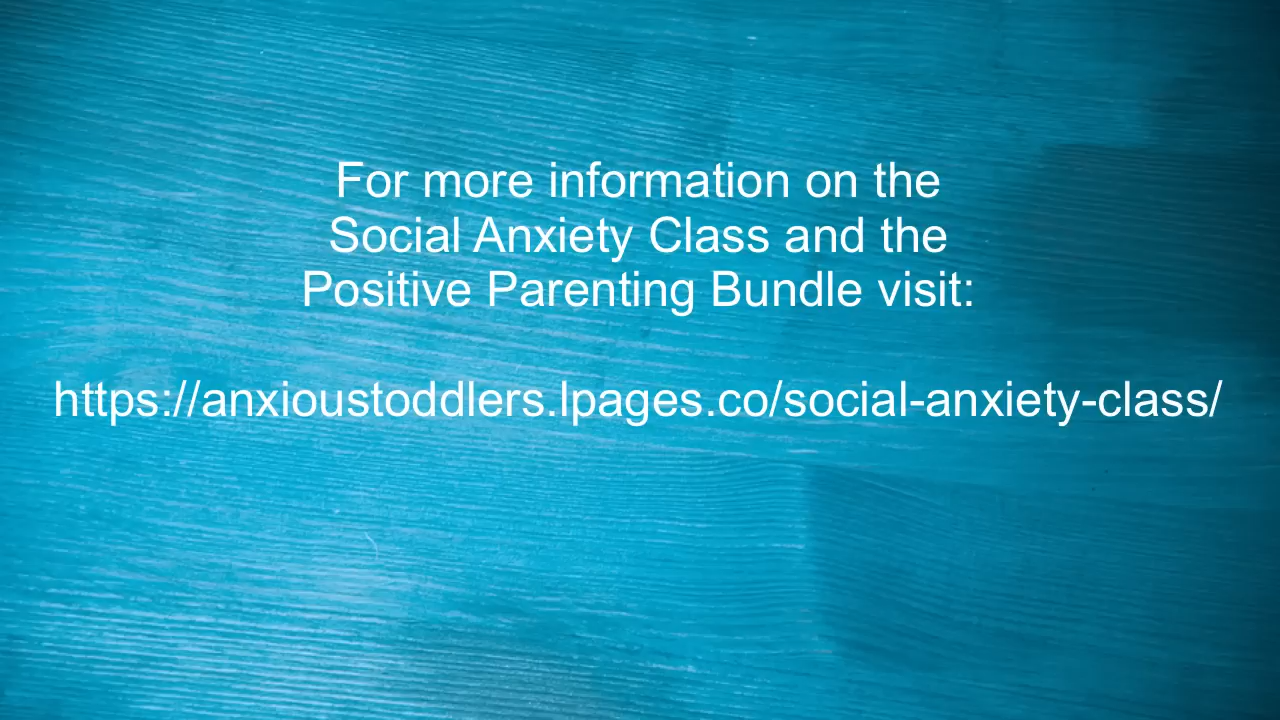 For more information on the
Social Anxiety Class and the
Positive Parenting Bundle visit:
https://anxioustoddlers.lpages.co/social-anxiety-class/